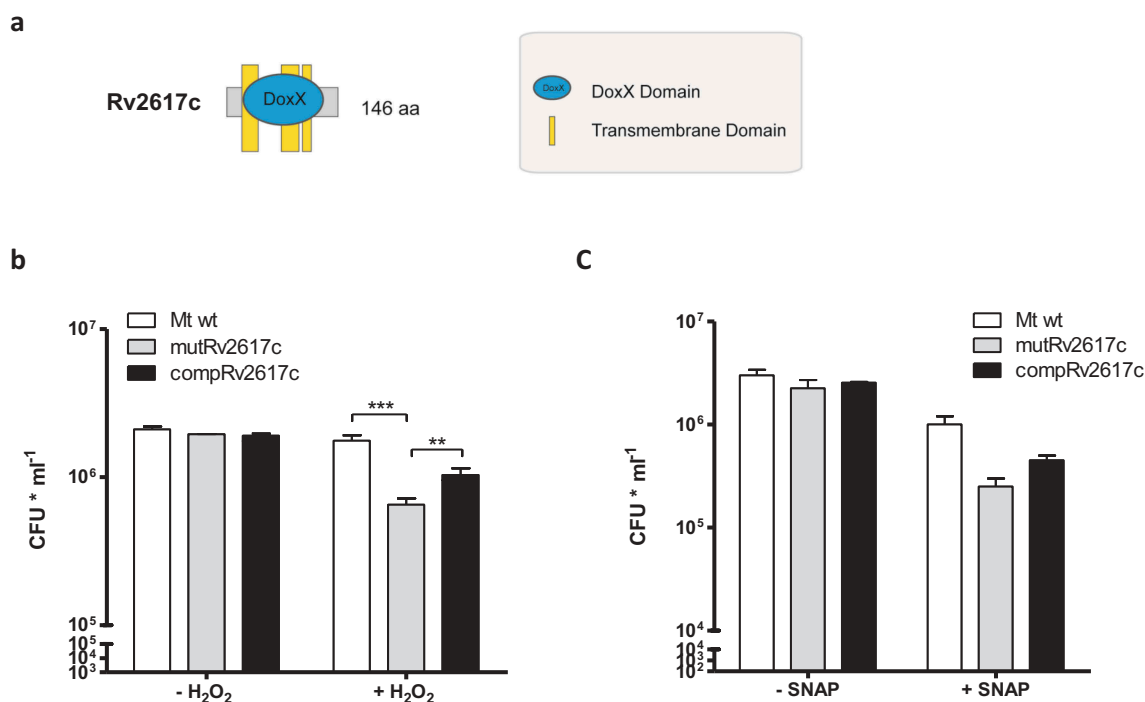 a
Rv2617c
DoxX
146 aa
DoxX
DoxX Domain
Transmembrane Domain
b
Mt wt
mutRv2617c
compRv2617c
10⁷
10⁶
10⁵
10⁵
10⁴
10³
CFU * ml⁻¹
***
**
- H₂O₂
+ H₂O₂
C
Mt wt
mutRv2617c
compRv2617c
10⁷
10⁶
10⁵
10⁴
10⁴
10³
10²
CFU * ml⁻¹
- SNAP
+ SNAP